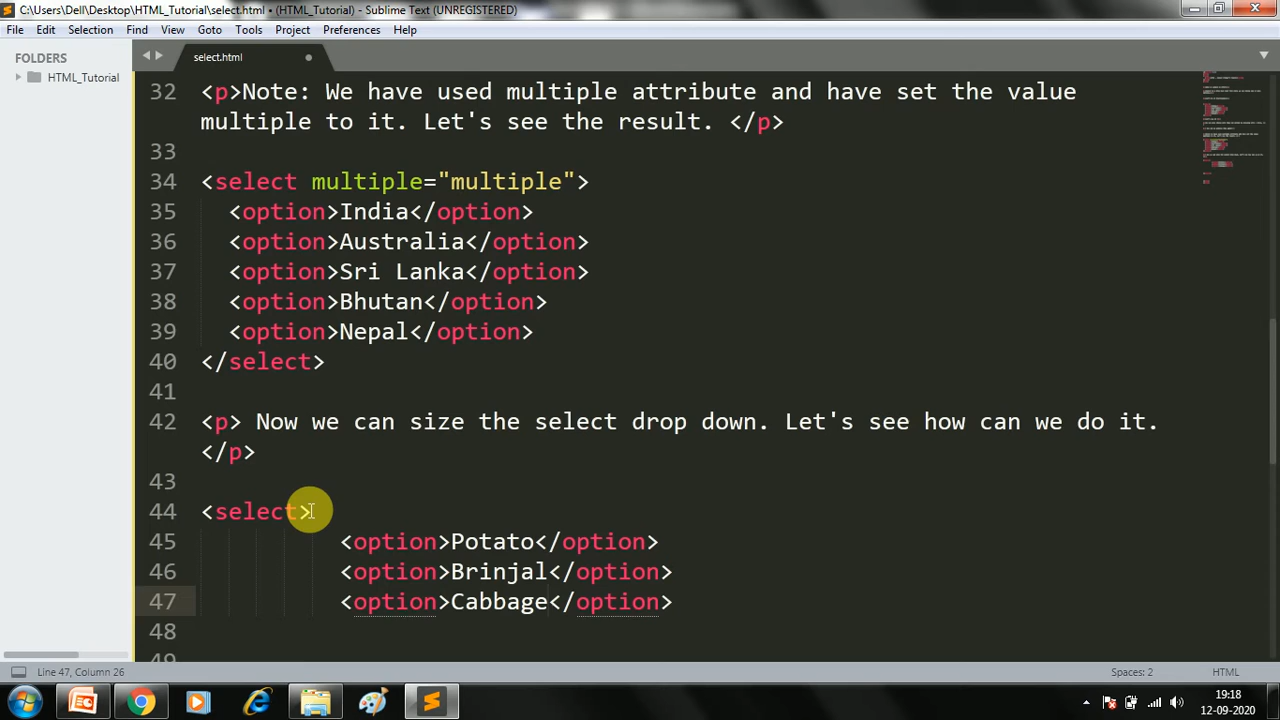 C:\Users\Dell\Desktop\HTML_Tutorial\select.html • (HTML_Tutorial) - Sublime Text (UNREGISTERED)
File Edit Selection Find View Goto Tools Project Preferences Help
FOLDERS
HTML_Tutorial
select.html
32 <p>Note: We have used multiple attribute and have set the value
multiple to it. Let's see the result. </p>
33
34 <select multiple="multiple">
35 <option>India</option>
36 <option>Australia</option>
37 <option>Sri Lanka</option>
38 <option>Bhutan</option>
39 <option>Nepal</option>
40 </select>
41
42 <p> Now we can size the select drop down. Let's see how can we do it.
</p>
43
44 <select>
45 <option>Potato</option>
46 <option>Brinjal</option>
47 <option>Cabbage</option>
48
49
Line 47, Column 26
Spaces: 2
HTML
19:18
12-09-2020